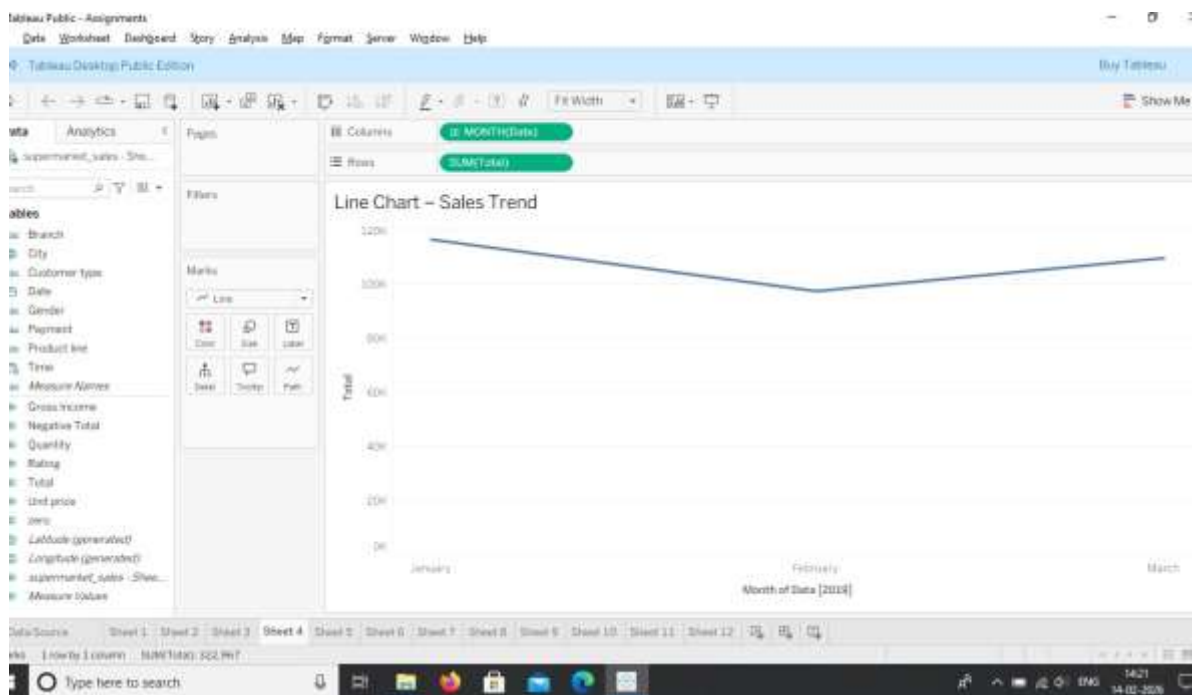 Tableau Public - Assignments
Data Worksheet Dashboard Story Analysis Map Format Server Window Help
Tableau Desktop Public Edition
Buy Tableau
Fit Width
Show Me
Data
Analytics
Pages
Columns
MONTH(Date)
supermarket_sales - She...
Rows
SUM(Total)
Search
Filters
Line Chart – Sales Trend
Tables
Branch
City
Customer type
Date
Gender
Payment
Product line
Time
Measure Names
Gross Income
Negative Total
Quantity
Rating
Total
Unit price
zero
Latitude (generated)
Longitude (generated)
supermarket_sales - Shee...
Measure Values
Marks
Line
Color
Size
Label
Detail
Tooltip
Path
120K
100K
80K
60K
40K
20K
0K
Total
January
February
March
Month of Date [2019]
Data Source
Sheet 1
Sheet 2
Sheet 3
Sheet 4
Sheet 5
Sheet 6
Sheet 7
Sheet 8
Sheet 9
Sheet 10
Sheet 11
Sheet 12
1 row by 1 column
SUM(Total): 322,967
Type here to search
ENG
14:21
14-02-2026